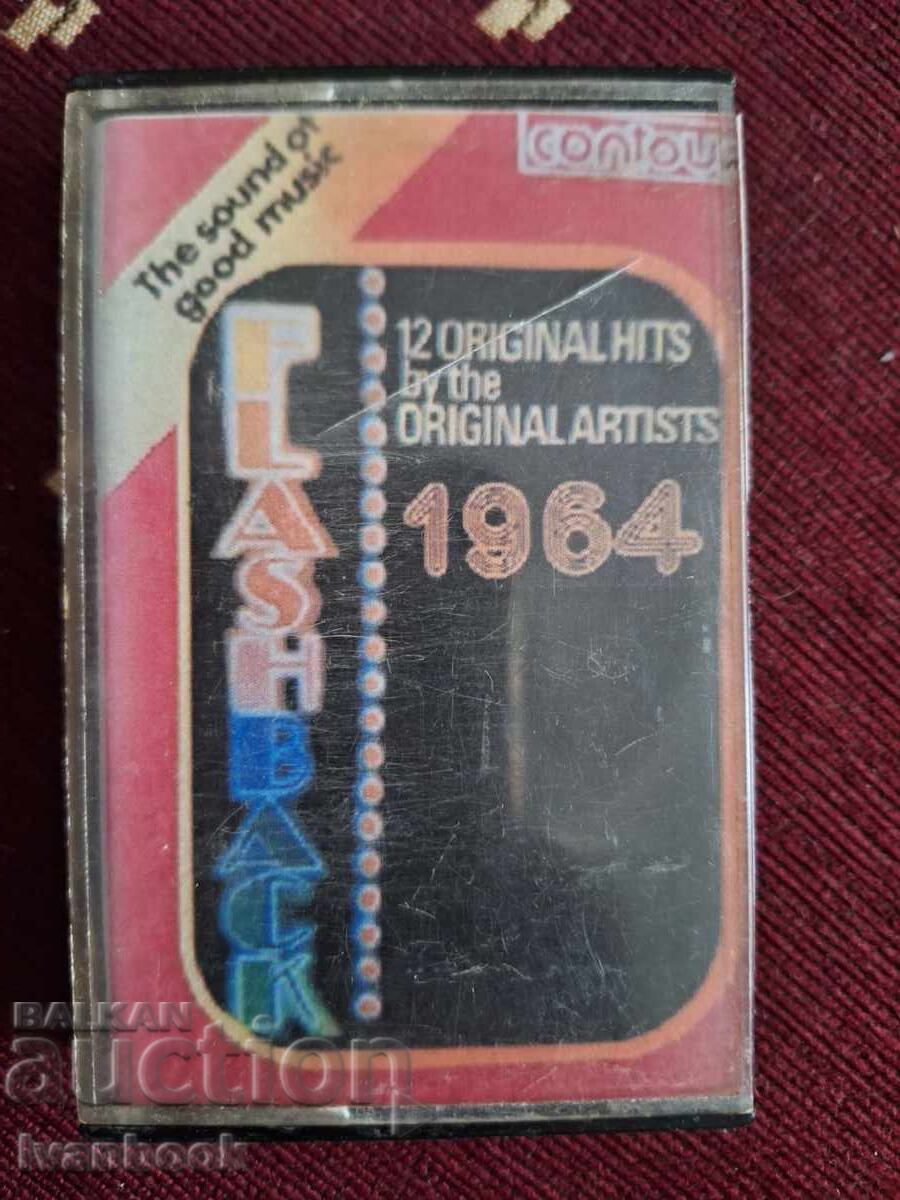 The sound of
good music
contou
FLASHBACK
12 ORIGINAL HITS
by the
ORIGINAL ARTISTS
1964
BALKAN
auction
Ivanbook